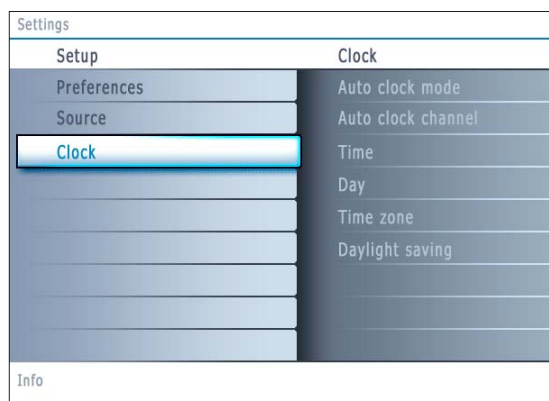 Settings
Setup
Clock
Preferences
Auto clock mode
Source
Auto clock channel
Clock
Time
Day
Time zone
Daylight saving
Info